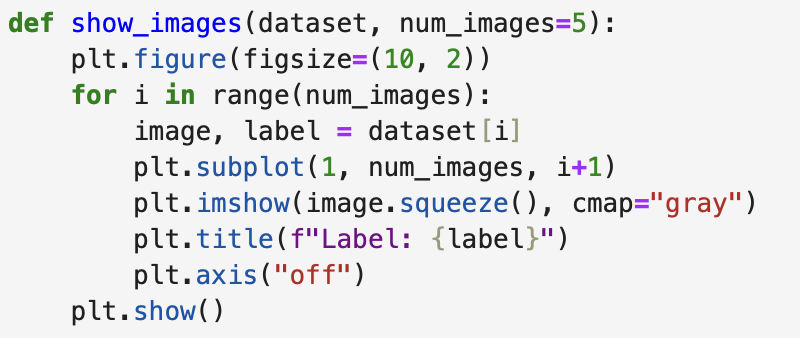 def show_images(dataset, num_images=5):
    plt.figure(figsize=(10, 2))
    for i in range(num_images):
        image, label = dataset[i]
        plt.subplot(1, num_images, i+1)
        plt.imshow(image.squeeze(), cmap="gray")
        plt.title(f"Label: {label}")
        plt.axis("off")
    plt.show()